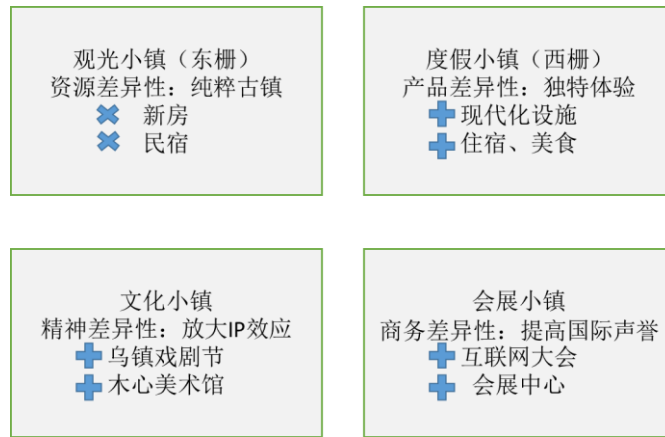 观光小镇（东栅）
资源差异性：纯粹古镇
新房
民宿
度假小镇（西栅）
产品差异性：独特体验
现代化设施
住宿、美食
文化小镇
精神差异性：放大IP效应
乌镇戏剧节
木心美术馆
会展小镇
商务差异性：提高国际声誉
互联网大会
会展中心